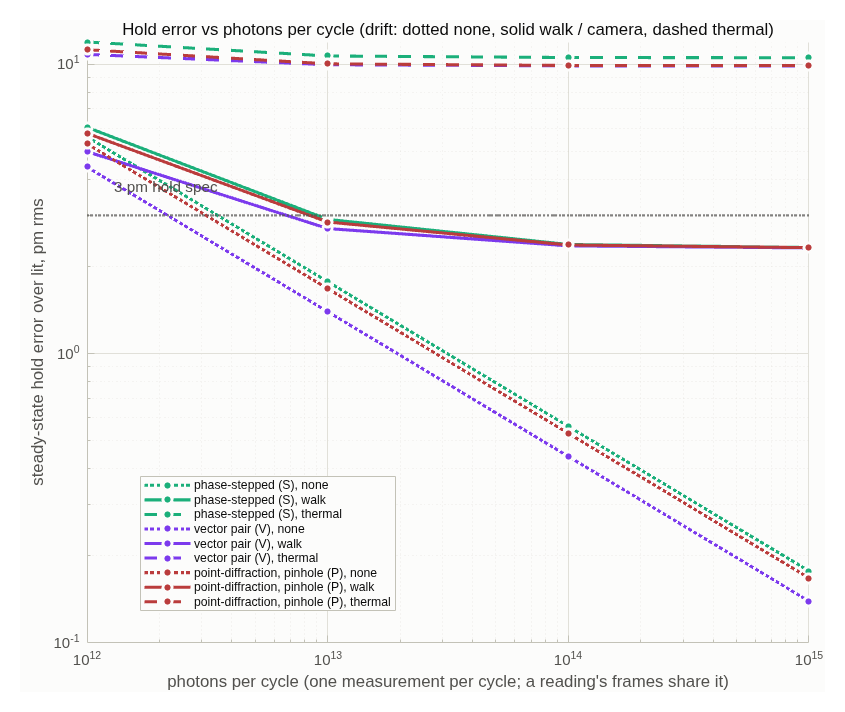 Hold error vs photons per cycle (drift: dotted none, solid walk / camera, dashed thermal)
10^1
3 pm hold spec
10^0
steady-state hold error over lit, pm rms
phase-stepped (S), none
phase-stepped (S), walk
phase-stepped (S), thermal
vector pair (V), none
vector pair (V), walk
vector pair (V), thermal
point-diffraction, pinhole (P), none
point-diffraction, pinhole (P), walk
point-diffraction, pinhole (P), thermal
10^-1
10^12 10^13 10^14 10^15
photons per cycle (one measurement per cycle; a reading's frames share it)